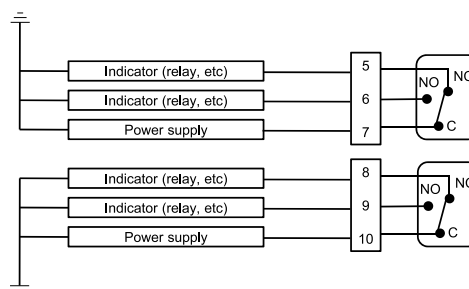 Indicator (relay, etc)
5
Indicator (relay, etc)
6
NO
NC
Power supply
7
C
Indicator (relay, etc)
8
Indicator (relay, etc)
9
NO
Power supply
10
C